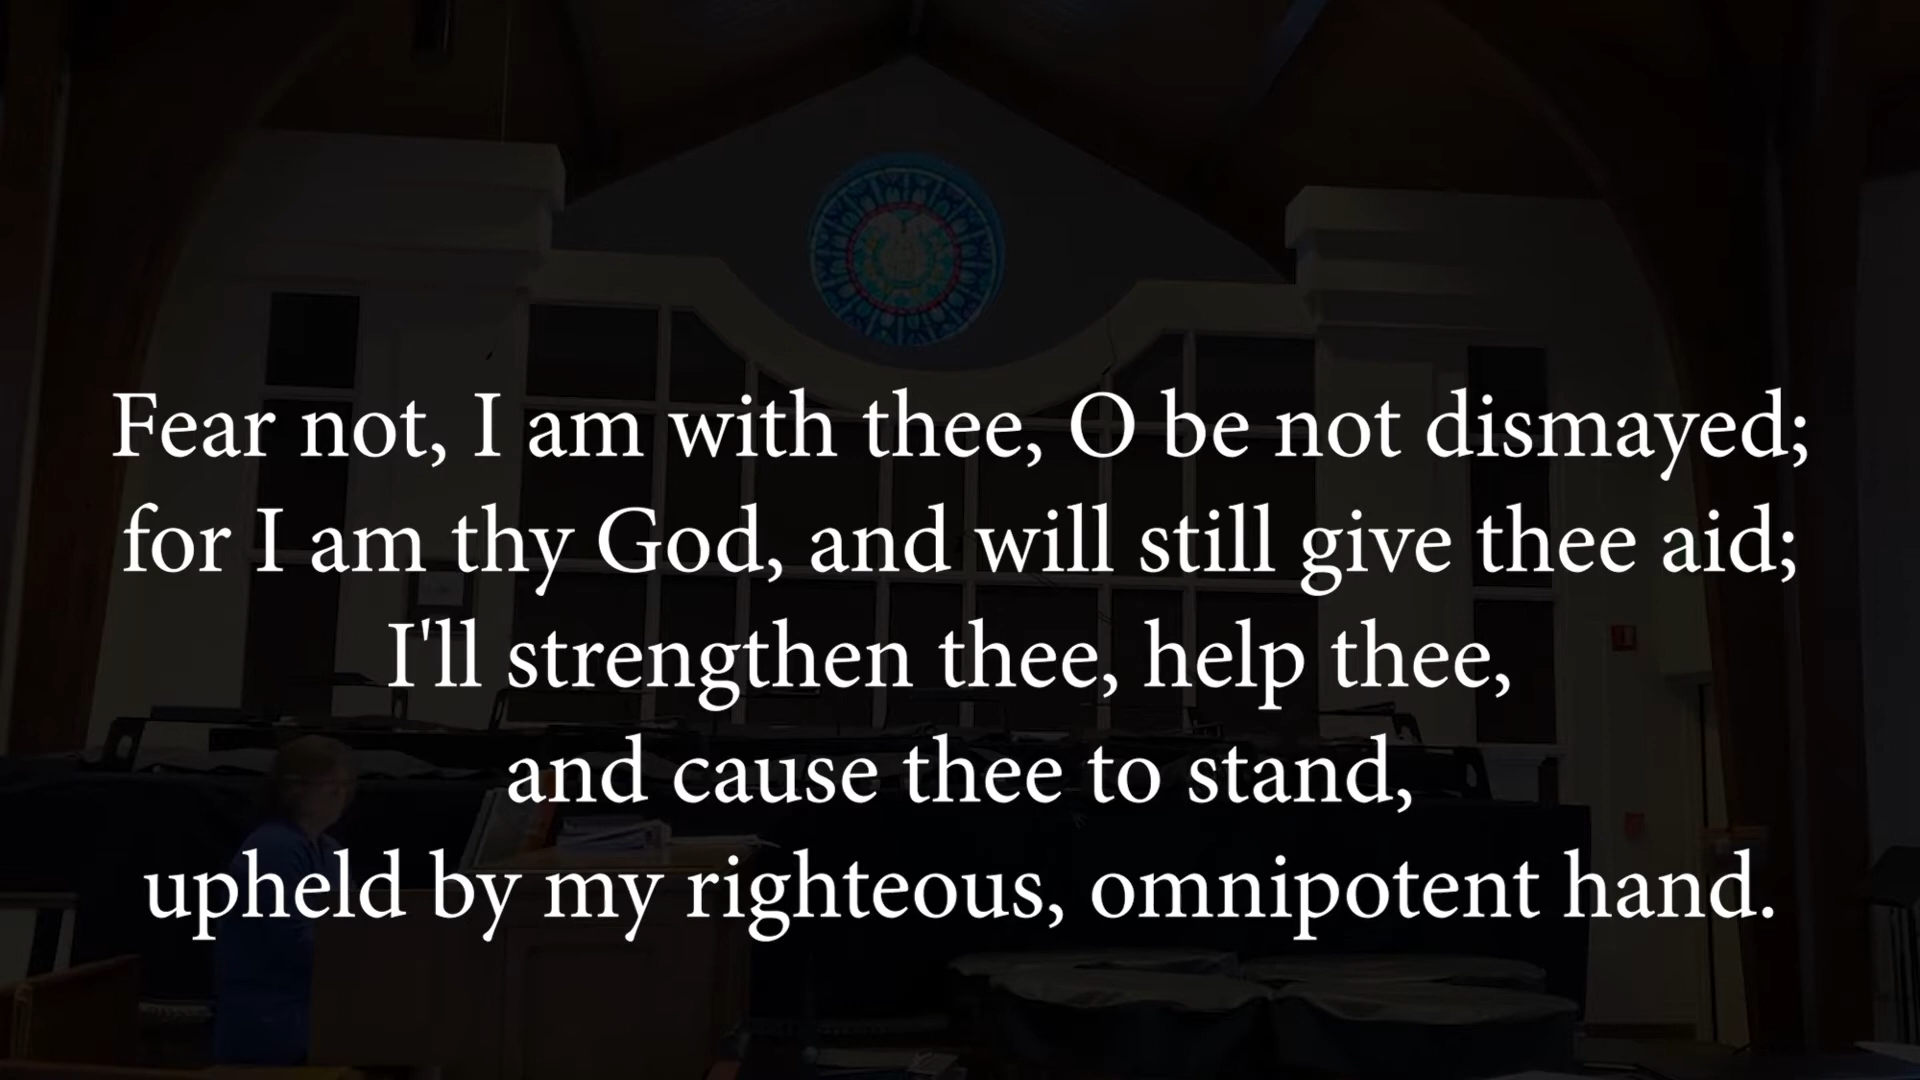 Fear not, I am with thee, O be not dismayed;
for I am thy God, and will still give thee aid;
I'll strengthen thee, help thee,
and cause thee to stand,
upheld by my righteous, omnipotent hand.